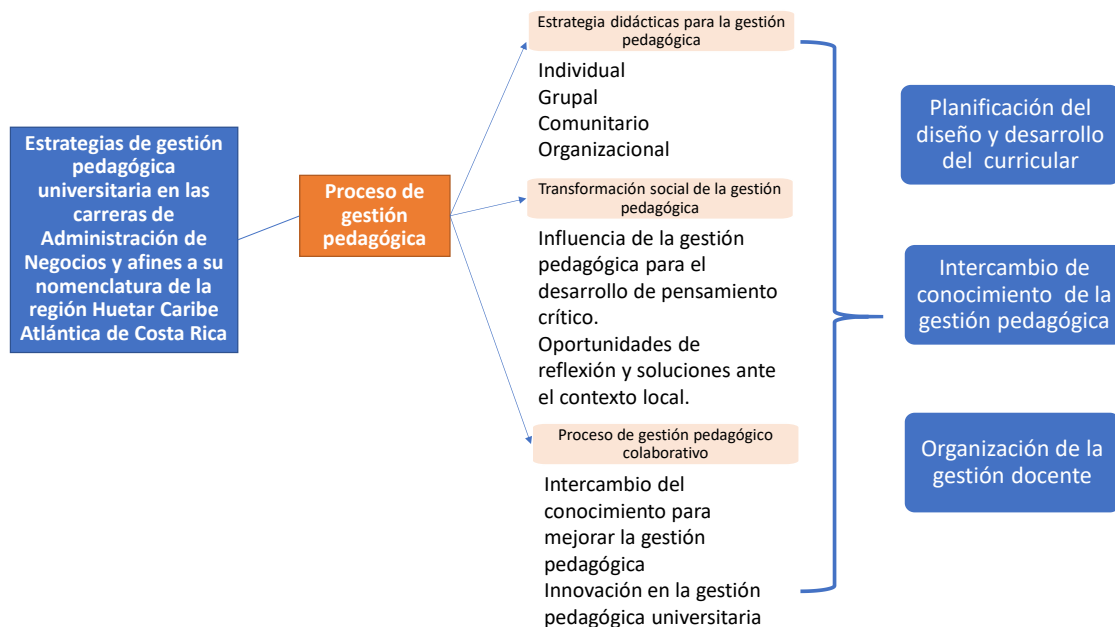 Estrategias de gestión
pedagógica
universitaria en las
carreras de
Administración de
Negocios y afines a su
nomenclatura de la
región Huetar Caribe
Atlántica de Costa Rica
Proceso de
gestión
pedagógica
Estrategia didácticas para la gestión
pedagógica
Individual
Grupal
Comunitario
Organizacional
Transformación social de la gestión
pedagógica
Influencia de la gestión
pedagógica para el
desarrollo de pensamiento
crítico.
Oportunidades de
reflexión y soluciones ante
el contexto local.
Proceso de gestión pedagógico
colaborativo
Intercambio del
conocimiento para
mejorar la gestión
pedagógica
Innovación en la gestión
pedagógica universitaria
Planificación del
diseño y desarrollo
del curricular
Intercambio de
conocimiento de la
gestión pedagógica
Organización de la
gestión docente